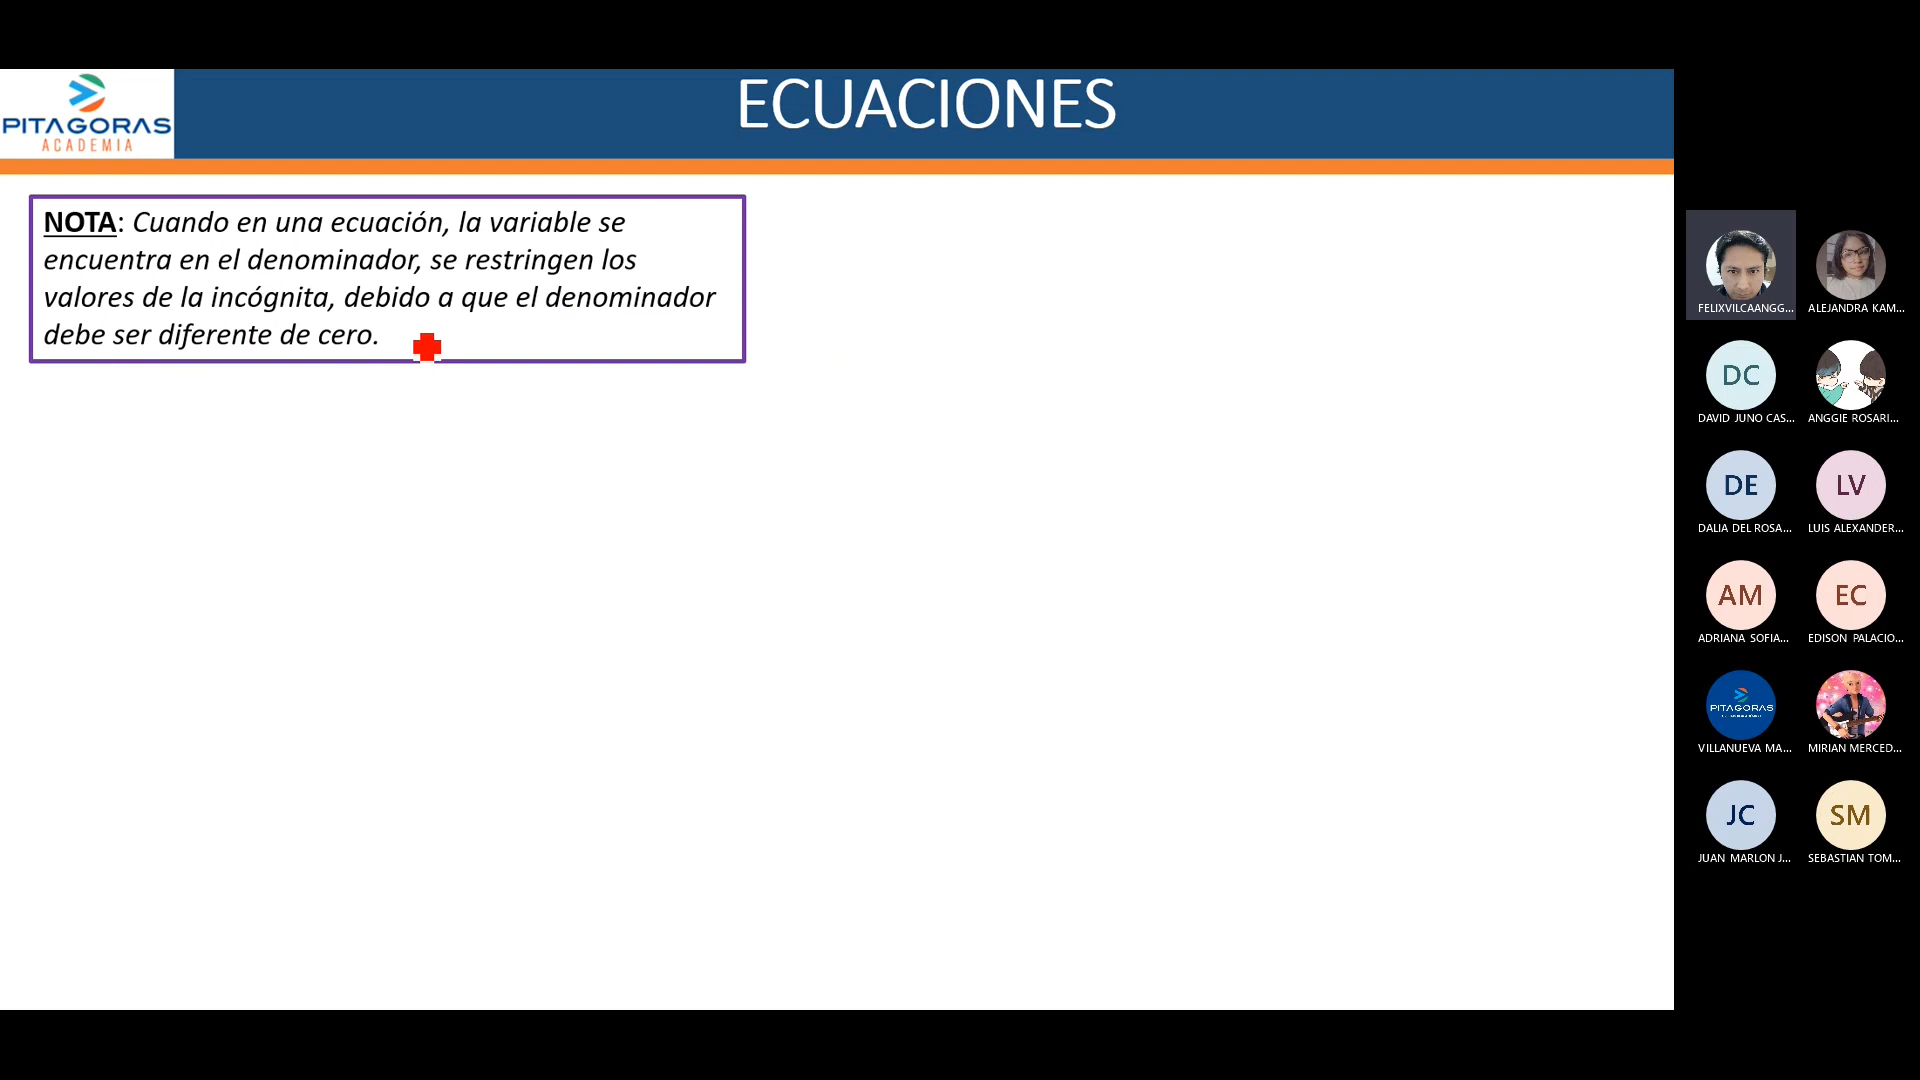 PITAGORAS
ACADEMIA
ECUACIONES
NOTA: Cuando en una ecuación, la variable se
encuentra en el denominador, se restringen los
valores de la incógnita, debido a que el denominador
debe ser diferente de cero.
FELIXVILCAANGG...
ALEJANDRA KAM...
DC
DAVID JUNO CAS...
ANGGIE ROSARI...
DE
DALIA DEL ROSA...
LV
LUIS ALEXANDER...
AM
ADRIANA SOFIA...
EC
EDISON PALACIO...
PITAGORAS
VILLANUEVA MA...
MIRIAN MERCED...
JC
JUAN MARLON J...
SM
SEBASTIAN TOM...